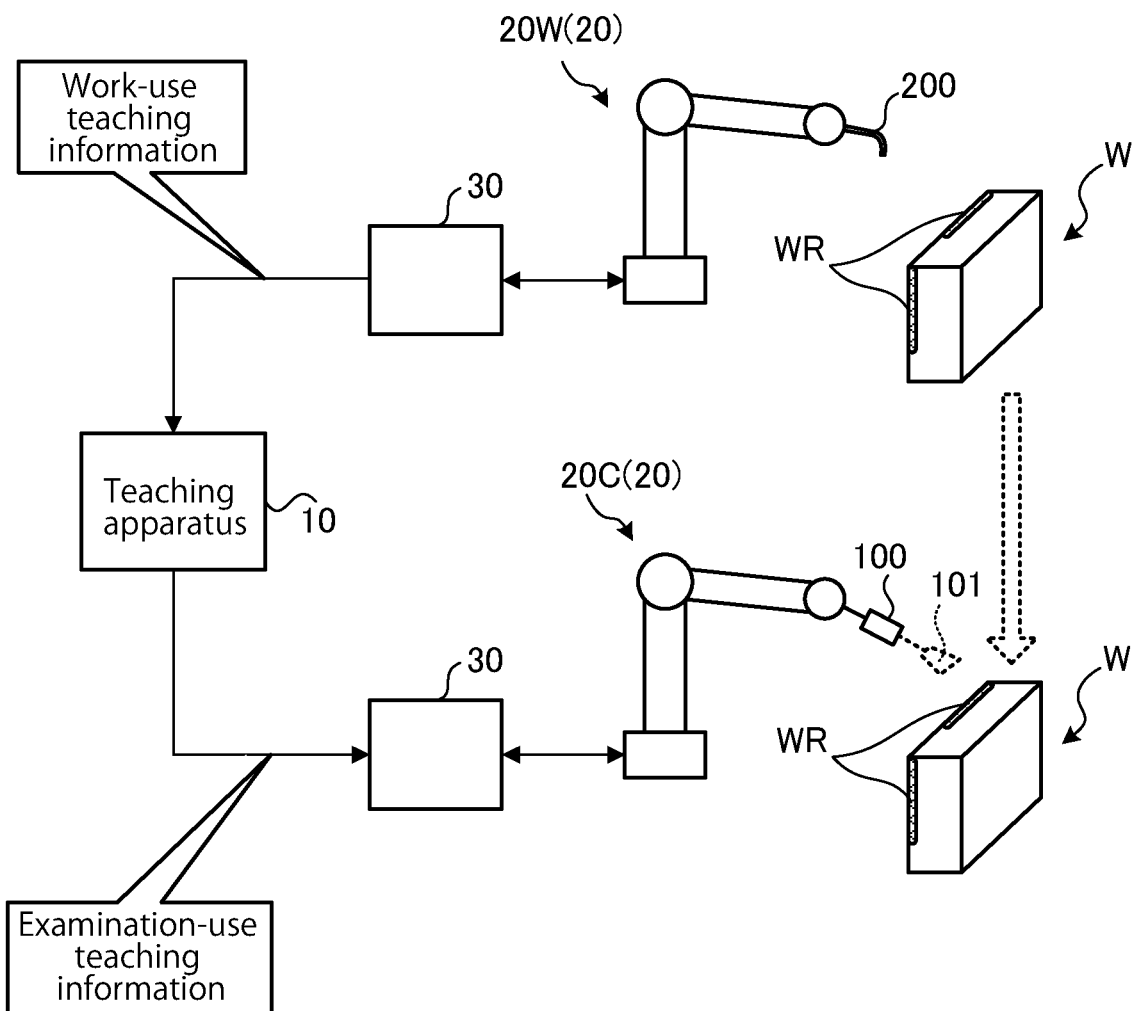 20W(20)
Work-use
teaching
information
200
W
30
WR
Teaching
apparatus
10
20C(20)
100
101
W
30
WR
Examination-use
teaching
information